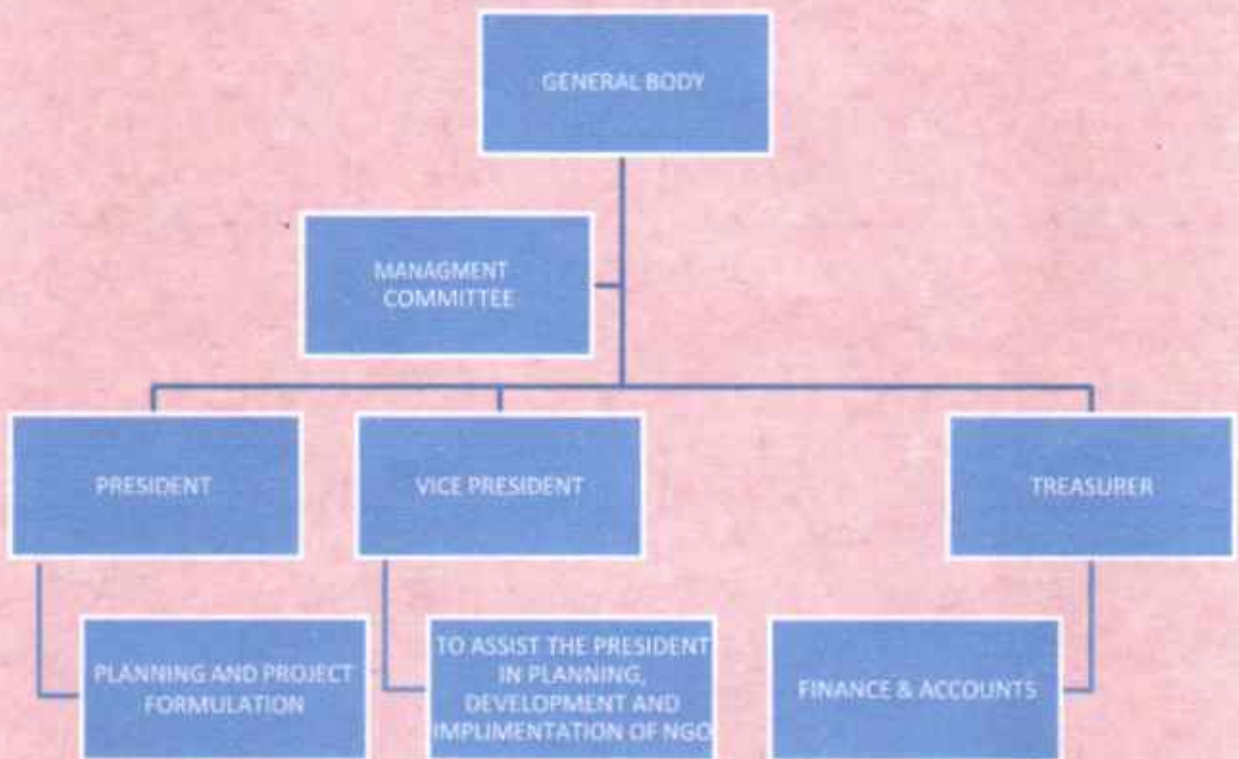 GENERAL BODY
MANAGMENT
COMMITTEE
PRESIDENT
VICE PRESIDENT
TREASURER
PLANNING AND PROJECT
FORMULATION
TO ASSIST THE PRESIDENT
IN PLANNING,
DEVELOPMENT AND
IMPLIMENTATION OF NGO
FINANCE & ACCOUNTS